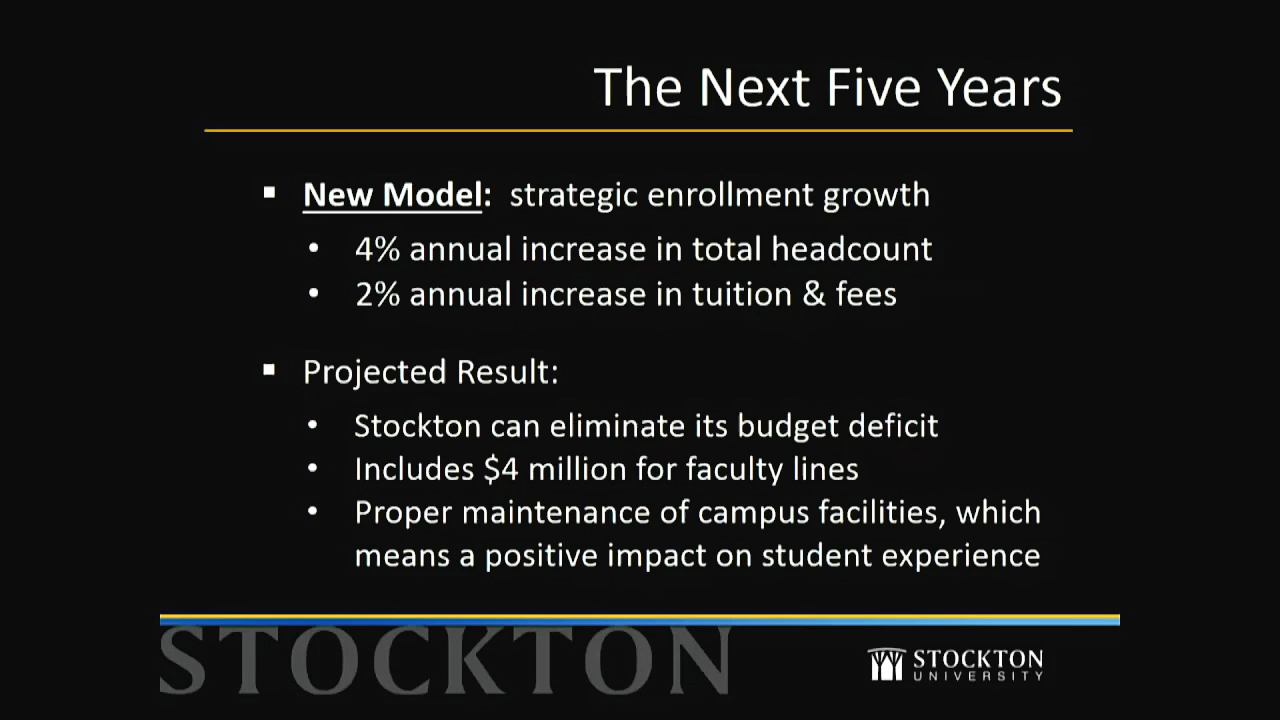 The Next Five Years
▪ New Model: strategic enrollment growth
• 4% annual increase in total headcount
• 2% annual increase in tuition & fees
▪ Projected Result:
• Stockton can eliminate its budget deficit
• Includes $4 million for faculty lines
• Proper maintenance of campus facilities, which
means a positive impact on student experience
STOCKTON
STOCKTON
UNIVERSITY